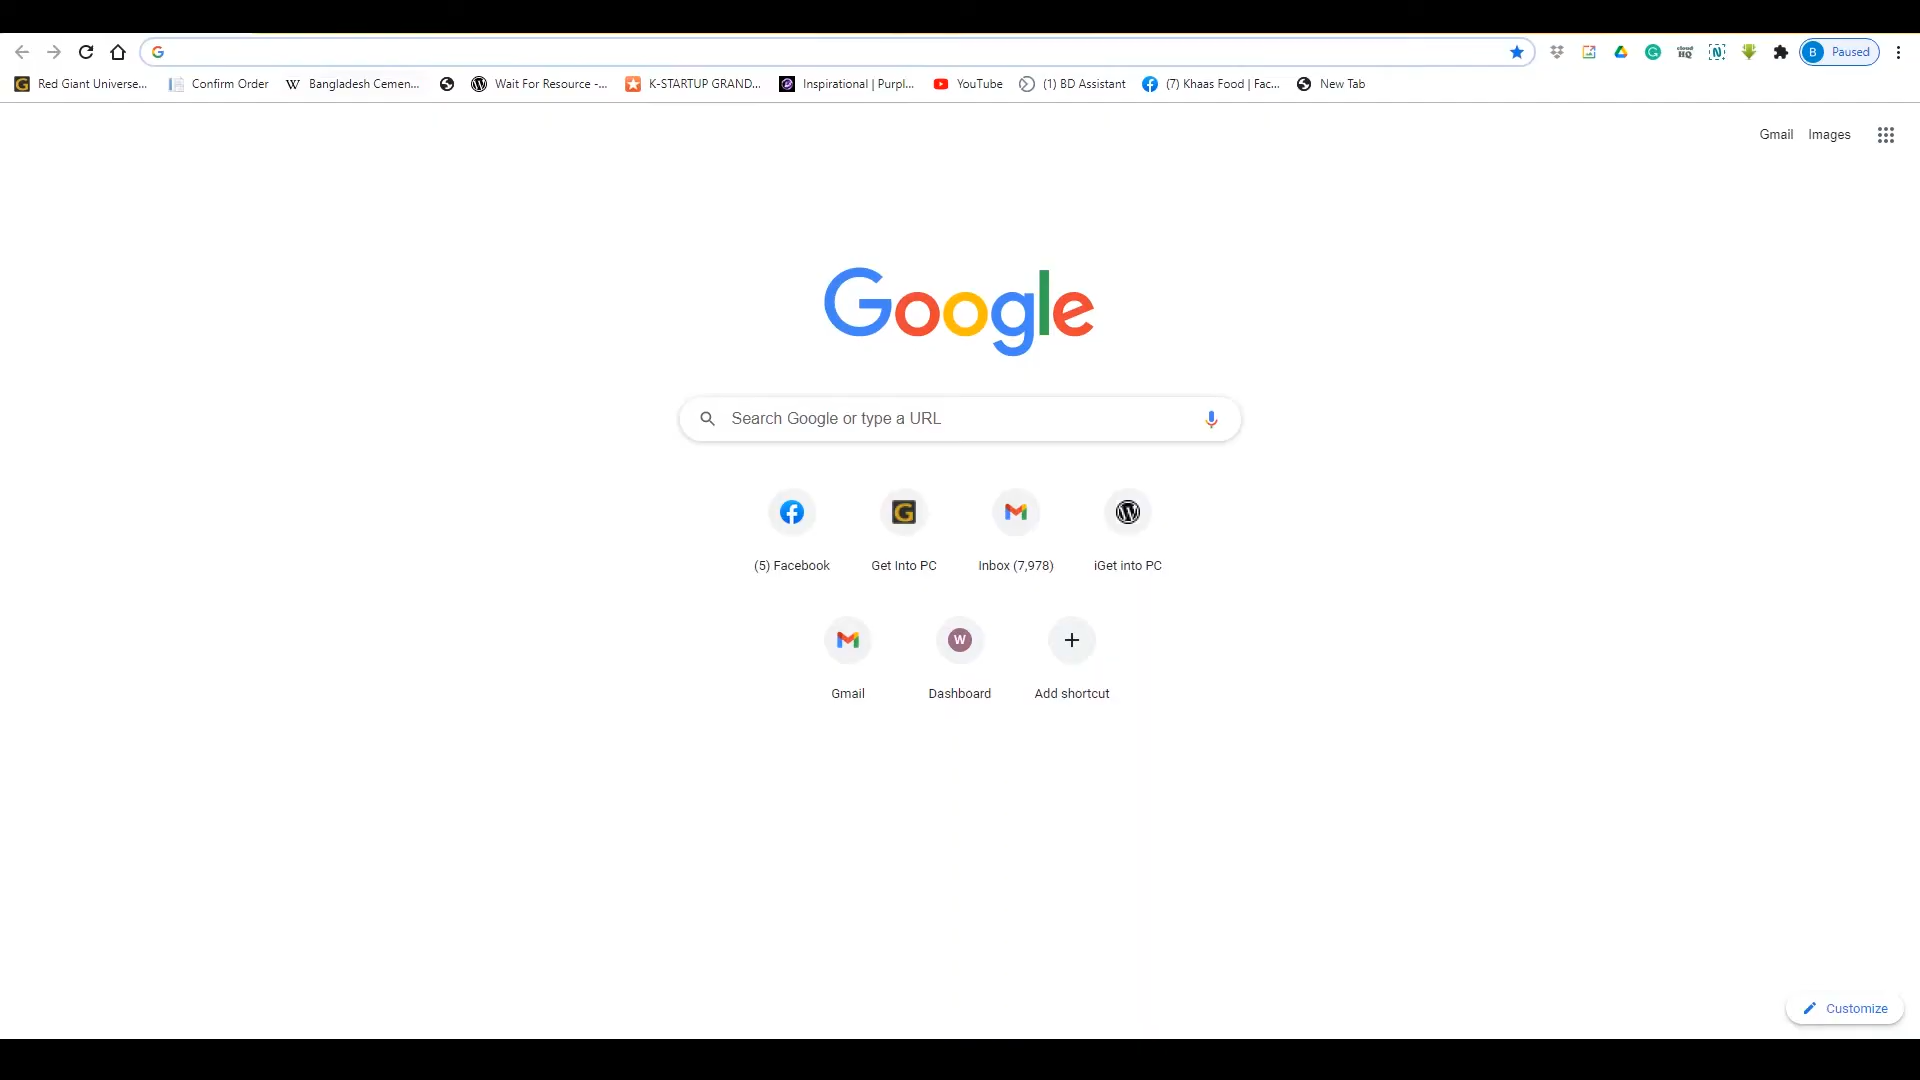 B Paused
Red Giant Universe... Confirm Order Bangladesh Cemen... Wait For Resource -... K-STARTUP GRAND... Inspirational | Purpl... YouTube (1) BD Assistant (7) Khaas Food | Fac... New Tab
Gmail Images
Google
Search Google or type a URL
(5) Facebook Get Into PC Inbox (7,978) iGet into PC
W
Gmail Dashboard Add shortcut
Customize